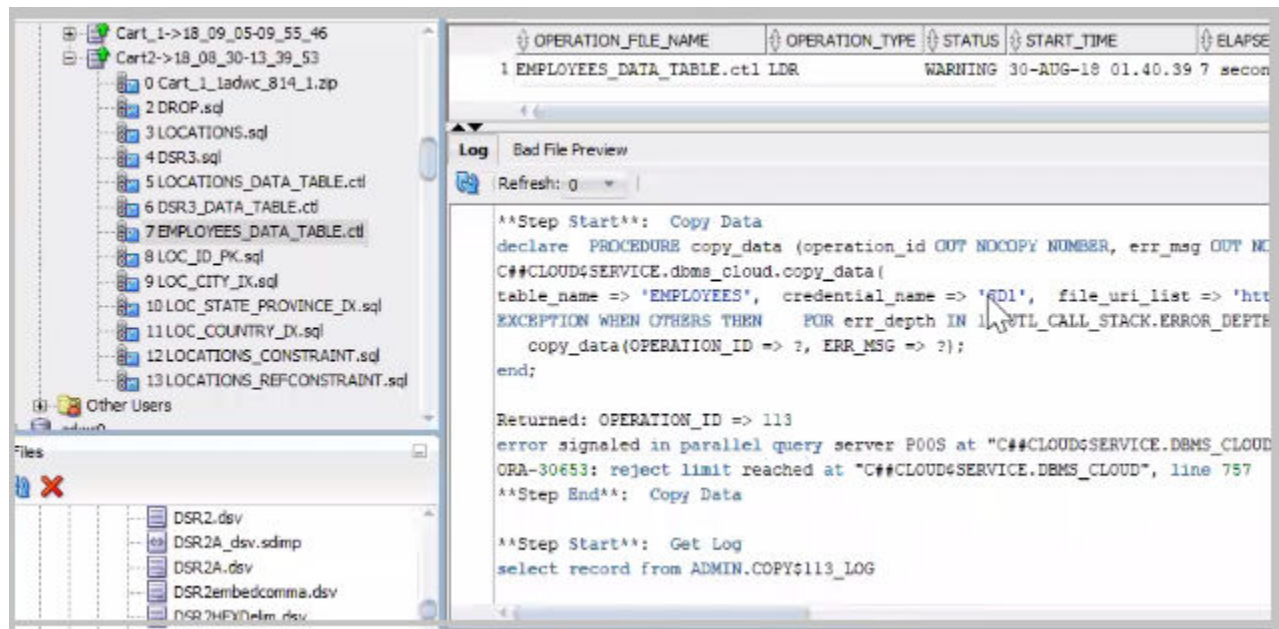 Cart_1->18_09_05-09_55_46
Cart2->18_08_30-13_39_53
0 Cart_1_1adwc_814_1.zip
2 DROP.sql
3 LOCATIONS.sql
4 DSR3.sql
5 LOCATIONS_DATA_TABLE.ctl
6 DSR3_DATA_TABLE.ctl
7 EMPLOYEES_DATA_TABLE.ctl
8 LOC_ID_PK.sql
9 LOC_CITY_IX.sql
10 LOC_STATE_PROVINCE_IX.sql
11 LOC_COUNTRY_IX.sql
12 LOCATIONS_CONSTRAINT.sql
13 LOCATIONS_REFCONSTRAINT.sql
Other Users
Files
DSR2.dsv
DSR2A_dsv.sdimp
DSR2A.dsv
DSR2embedcomma.dsv
DSR2HEXDelim.dsv
OPERATION_FILE_NAME OPERATION_TYPE STATUS START_TIME ELAPSE
1 EMPLOYEES_DATA_TABLE.ctl LDR WARNING 30-AUG-18 01.40.39 7 secon
Log Bad File Preview
Refresh: 0
**Step Start**: Copy Data
declare PROCEDURE copy_data (operation_id OUT NOCOPY NUMBER, err_msg OUT NO
C##CLOUD$SERVICE.dbms_cloud.copy_data(
table_name => 'EMPLOYEES', credential_name => 'SD1', file_uri_list => 'htt
EXCEPTION WHEN OTHERS THEN FOR err_depth IN UTL_CALL_STACK.ERROR_DEPTH
copy_data(OPERATION_ID => ?, ERR_MSG => ?);
end;
Returned: OPERATION_ID => 113
error signaled in parallel query server P00S at "C##CLOUD$SERVICE.DBMS_CLOUD
ORA-30653: reject limit reached at "C##CLOUD$SERVICE.DBMS_CLOUD", line 757
**Step End**: Copy Data
**Step Start**: Get Log
select record from ADMIN.COPY$113_LOG